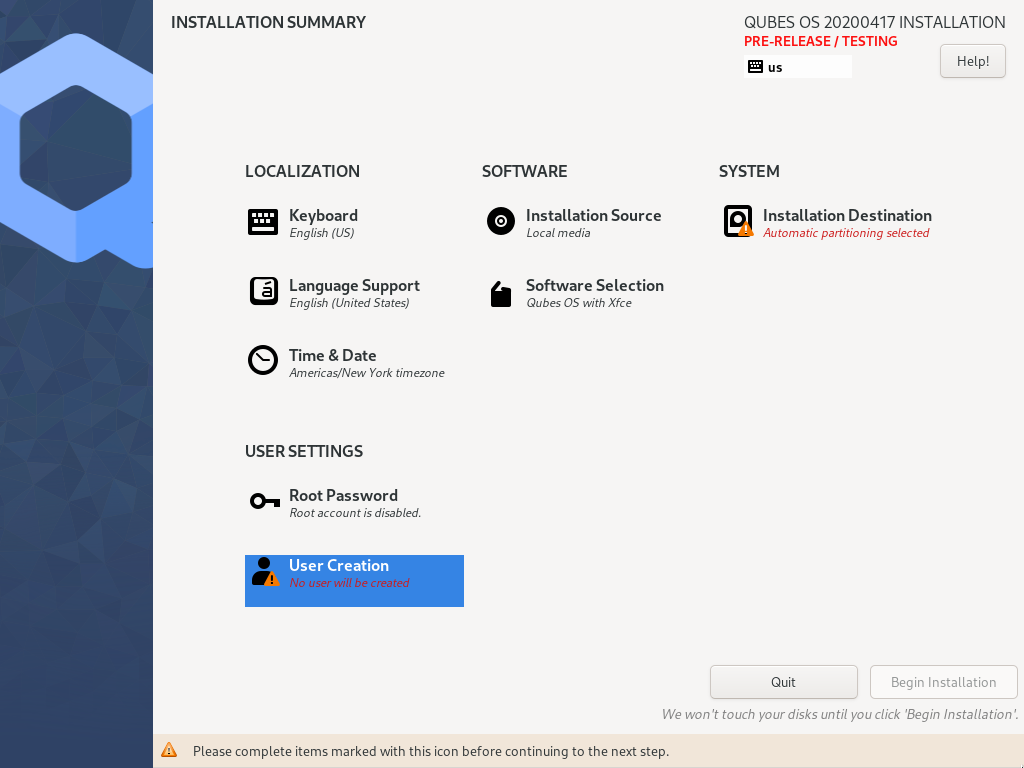 INSTALLATION SUMMARY
QUBES OS 20200417 INSTALLATION
PRE-RELEASE / TESTING
us
Help!
LOCALIZATION
Keyboard
English (US)
Language Support
English (United States)
Time & Date
Americas/New York timezone
SOFTWARE
Installation Source
Local media
Software Selection
Qubes OS with Xfce
SYSTEM
Installation Destination
Automatic partitioning selected
USER SETTINGS
Root Password
Root account is disabled.
User Creation
No user will be created
Quit
Begin Installation
We won't touch your disks until you click 'Begin Installation'.
Please complete items marked with this icon before continuing to the next step.